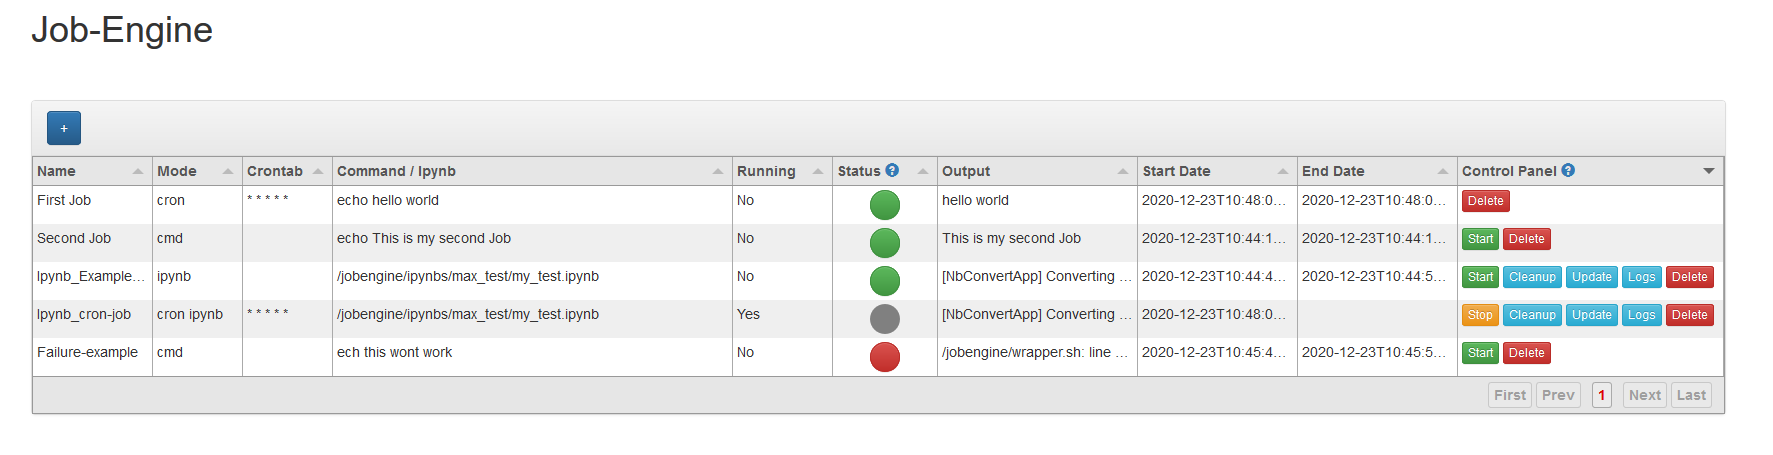 Job-Engine
+
Name Mode Crontab Command / Ipynb Running Status ? Output Start Date End Date Control Panel ?
First Job cron * * * * * echo hello world No hello world 2020-12-23T10:48:0... 2020-12-23T10:48:0... Delete
Second Job cmd echo This is my second Job No This is my second Job 2020-12-23T10:44:1... 2020-12-23T10:44:1... Start Delete
Ipynb_Example... ipynb /jobengine/ipynbs/max_test/my_test.ipynb No [NbConvertApp] Converting ... 2020-12-23T10:44:4... 2020-12-23T10:44:5... Start Cleanup Update Logs Delete
Ipynb_cron-job cron ipynb * * * * * /jobengine/ipynbs/max_test/my_test.ipynb Yes [NbConvertApp] Converting ... 2020-12-23T10:48:0... Stop Cleanup Update Logs Delete
Failure-example cmd ech this wont work No /jobengine/wrapper.sh: line ... 2020-12-23T10:45:4... 2020-12-23T10:45:5... Start Delete
First Prev 1 Next Last